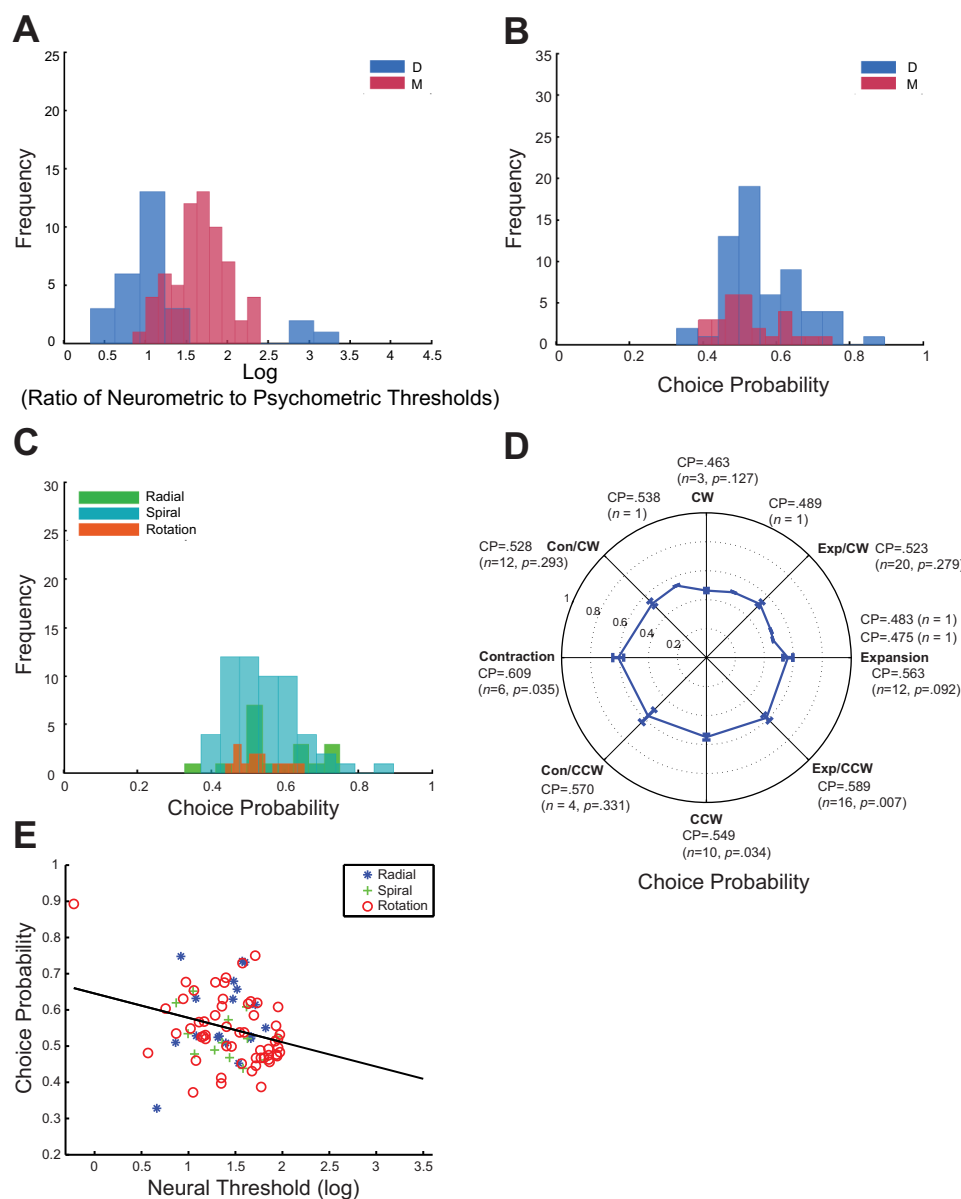 A
25
20
15
10
5
0
Frequency
D
M
0 0.5 1 1.5 2 2.5 3 3.5 4 4.5
Log
(Ratio of Neurometric to Psychometric Thresholds)
B
35
30
25
20
15
10
5
0
Frequency
D
M
0 0.2 0.4 0.6 0.8 1
Choice Probability
C
30
25
20
15
10
5
0
Frequency
Radial
Spiral
Rotation
0 0.2 0.4 0.6 0.8 1
Choice Probability
D
CP=.463
(n=3, p=.127)
CW
CP=.538
(n = 1)
CP=.489
(n = 1)
CP=.528
(n=12, p=.293)
Con/CW
Exp/CW
CP=.523
(n=20, p=.279)
1
0.8
0.6
0.4
0.2
CP=.483 (n = 1)
CP=.475 (n = 1)
Contraction
CP=.609
(n=6, p=.035)
Expansion
CP=.563
(n=12, p=.092)
Con/CCW
CP=.570
(n = 4, p=.331)
Exp/CCW
CP=.589
(n=16, p=.007)
CCW
CP=.549
(n=10, p=.034)
Choice Probability
E
1
0.9
0.8
0.7
0.6
0.5
0.4
0.3
0.2
Choice Probability
Radial
Spiral
Rotation
0 0.5 1 1.5 2 2.5 3 3.5
Neural Threshold (log)